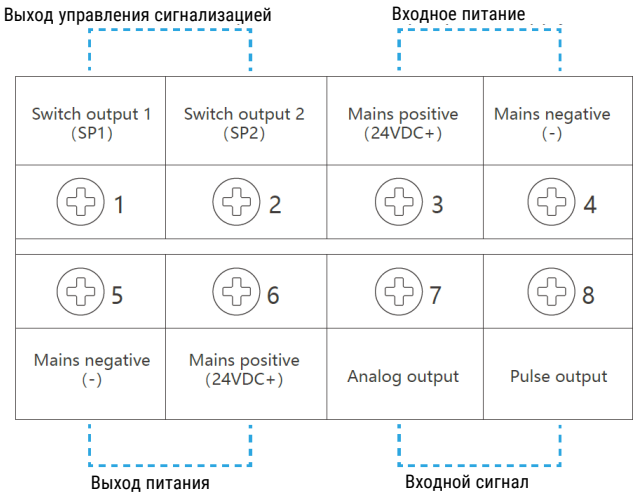 Выход управления сигнализацией
Входное питание
Switch output 1
(SP1)
Switch output 2
(SP2)
Mains positive
(24VDC+)
Mains negative
(-)
1
2
3
4
5
6
7
8
Mains negative
(-)
Mains positive
(24VDC+)
Analog output
Pulse output
Выход питания
Входной сигнал